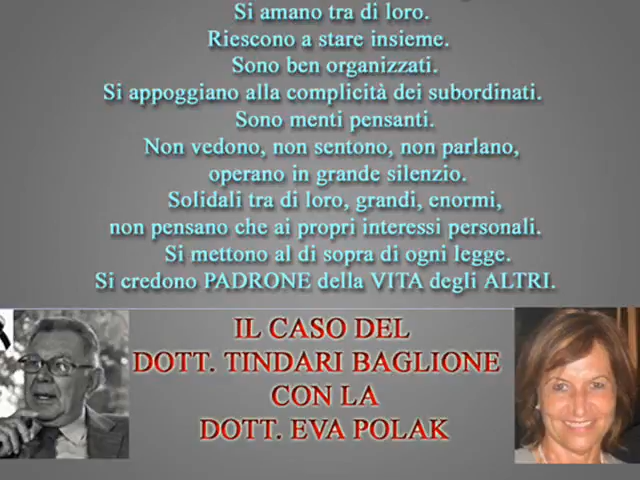 Si amano tra di loro.
Riescono a stare insieme.
Sono ben organizzati.
Si appoggiano alla complicità dei subordinati.
Sono menti pensanti.
Non vedono, non sentono, non parlano,
operano in grande silenzio.
Solidali tra di loro, grandi, enormi,
non pensano che ai propri interessi personali.
Si mettono al di sopra di ogni legge.
Si credono PADRONE della VITA degli ALTRI.
IL CASO DEL
DOTT. TINDARI BAGLIONE
CON LA
DOTT. EVA POLAK